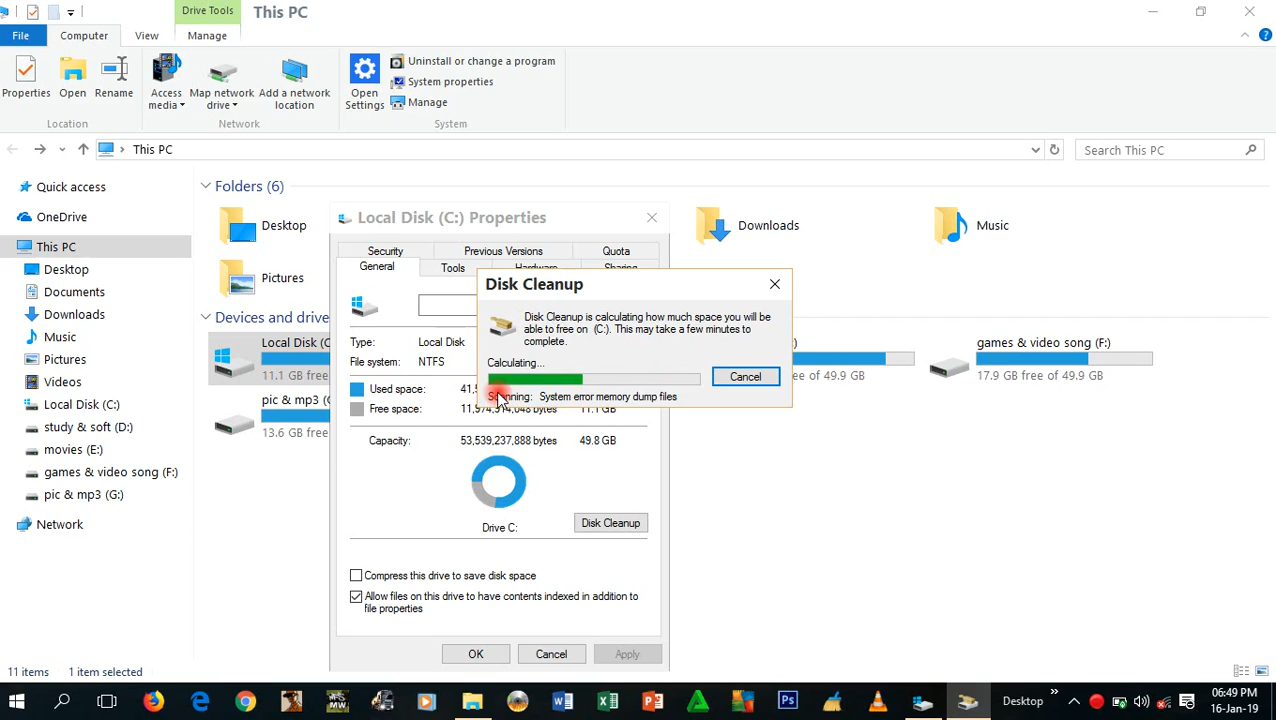 Drive Tools
This PC
File
Computer
View
Manage
Properties
Open
Rename
Access media
Map network drive
Add a network location
Open Settings
Uninstall or change a program
System properties
Manage
Location
Network
System
This PC
Search This PC
Quick access
OneDrive
This PC
Desktop
Documents
Downloads
Music
Pictures
Videos
Local Disk (C:)
study & soft (D:)
movies (E:)
games & video song (F:)
pic & mp3 (G:)
Network
Folders (6)
Desktop
Downloads
Music
Pictures
Devices and drive
Local Disk (C
11.1 GB free
pic & mp3 (
13.6 GB free
:)
free of 49.9 GB
games & video song (F:)
17.9 GB free of 49.9 GB
Local Disk (C:) Properties
Security
Previous Versions
Quota
General
Tools
Hardware
Sharing
Type:
Local Disk
File system:
NTFS
Used space:
Free space:
11.1 GB
Capacity:
53,539,237,888 bytes
49.8 GB
Drive C:
Disk Cleanup
Compress this drive to save disk space
Allow files on this drive to have contents indexed in addition to
file properties
OK
Cancel
Apply
Disk Cleanup
Disk Cleanup is calculating how much space you will be
able to free on (C:). This may take a few minutes to
complete.
Calculating...
Cancel
Scanning: System error memory dump files
11 items
1 item selected
Desktop
06:49 PM
16-Jan-19